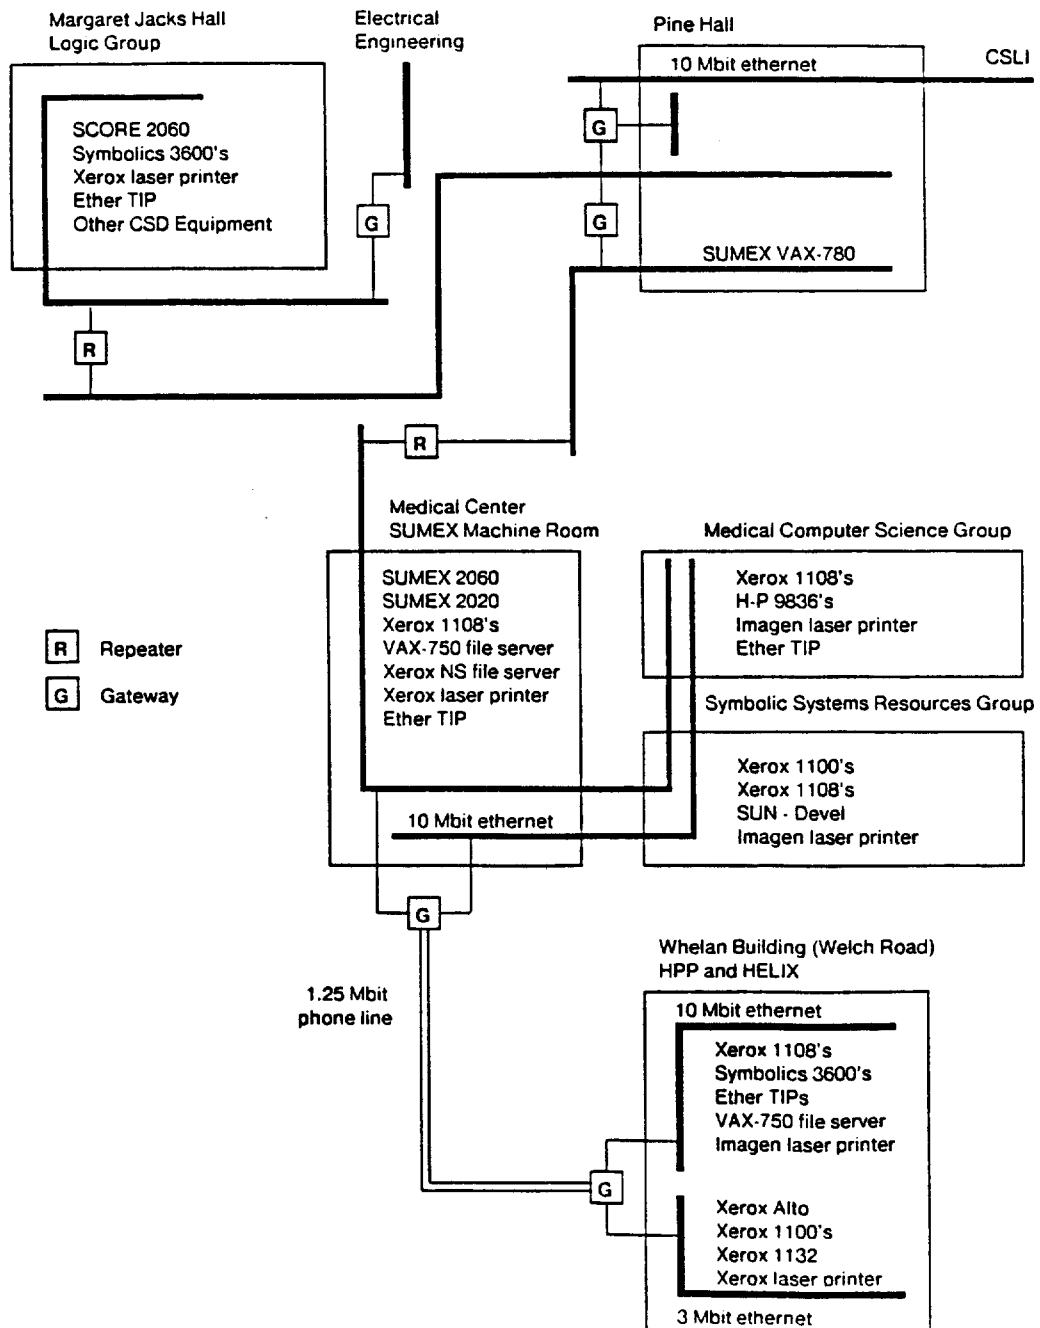 Margaret Jacks Hall
Logic Group
SCORE 2060
Symbolics 3600's
Xerox laser printer
Ether TIP
Other CSD Equipment
Electrical
Engineering
G
R
Pine Hall
10 Mbit ethernet
CSLI
G
G
SUMEX VAX-780
R
Medical Center
SUMEX Machine Room
SUMEX 2060
SUMEX 2020
Xerox 1108's
VAX-750 file server
Xerox NS file server
Xerox laser printer
Ether TIP
10 Mbit ethernet
Medical Computer Science Group
Xerox 1108's
H-P 9836's
Imagen laser printer
Ether TIP
Symbolic Systems Resources Group
Xerox 1100's
Xerox 1108's
SUN - Devel
Imagen laser printer
R Repeater
G Gateway
G
1.25 Mbit
phone line
Whelan Building (Welch Road)
HPP and HELIX
10 Mbit ethernet
Xerox 1108's
Symbolics 3600's
Ether TIPs
VAX-750 file server
Imagen laser printer
G
Xerox Alto
Xerox 1100's
Xerox 1132
Xerox laser printer
3 Mbit ethernet